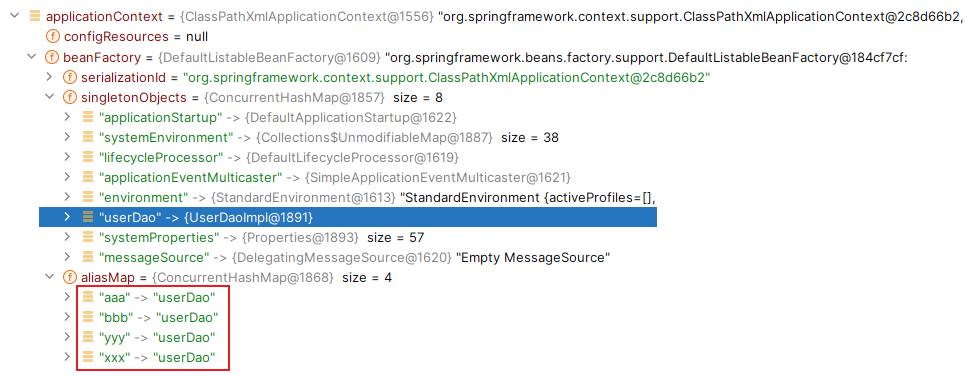 applicationContext = {ClassPathXmlApplicationContext@1556} "org.springframework.context.support.ClassPathXmlApplicationContext@2c8d66b2,
configResources = null
beanFactory = {DefaultListableBeanFactory@1609} "org.springframework.beans.factory.support.DefaultListableBeanFactory@184cf7cf:
serializationId = "org.springframework.context.support.ClassPathXmlApplicationContext@2c8d66b2"
singletonObjects = {ConcurrentHashMap@1857} size = 8
"applicationStartup" -> {DefaultApplicationStartup@1622}
"systemEnvironment" -> {Collections$UnmodifiableMap@1887} size = 38
"lifecycleProcessor" -> {DefaultLifecycleProcessor@1619}
"applicationEventMulticaster" -> {SimpleApplicationEventMulticaster@1621}
"environment" -> {StandardEnvironment@1613} "StandardEnvironment {activeProfiles=[],
"userDao" -> {UserDaoImpl@1891}
"systemProperties" -> {Properties@1893} size = 57
"messageSource" -> {DelegatingMessageSource@1620} "Empty MessageSource"
aliasMap = {ConcurrentHashMap@1868} size = 4
"aaa" -> "userDao"
"bbb" -> "userDao"
"yyy" -> "userDao"
"xxx" -> "userDao"